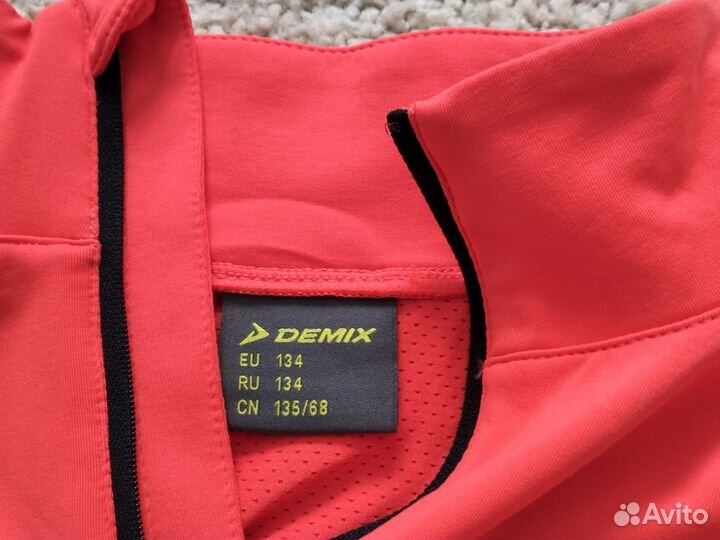 DEMIX
EU 134
RU 134
CN 135/68
Avito